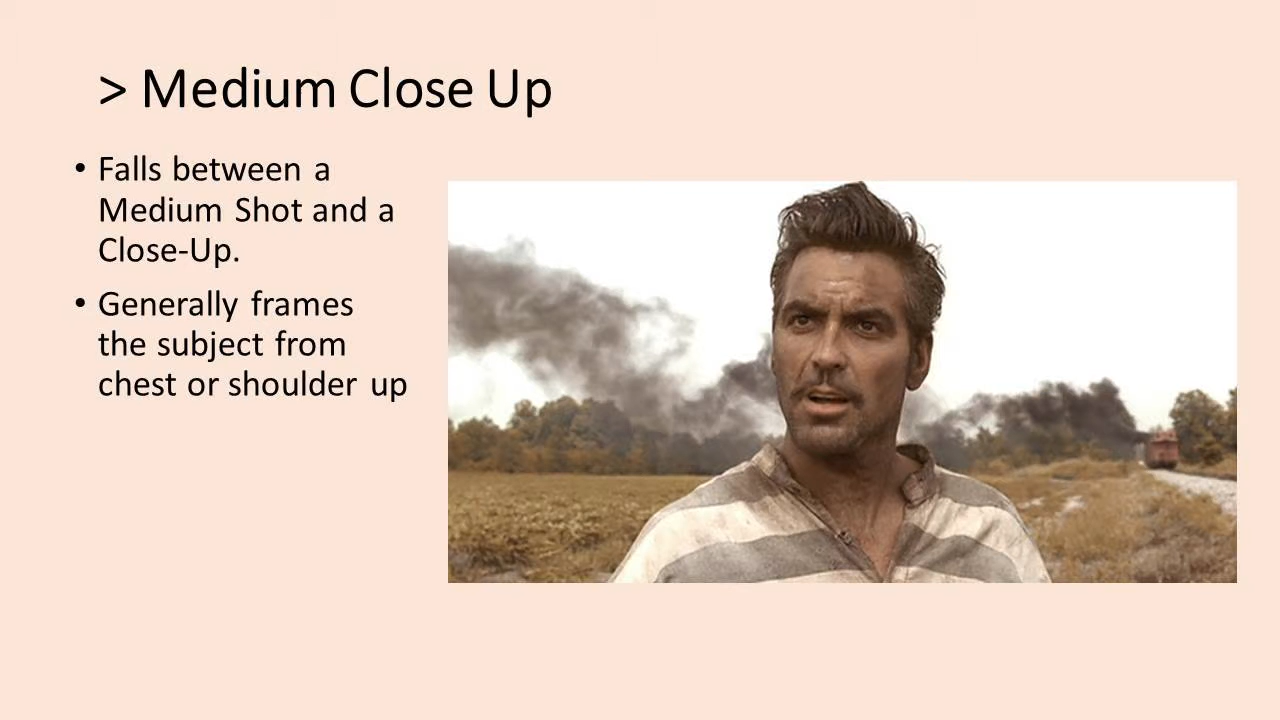 > Medium Close Up
• Falls between a
Medium Shot and a
Close-Up.
• Generally frames
the subject from
chest or shoulder up